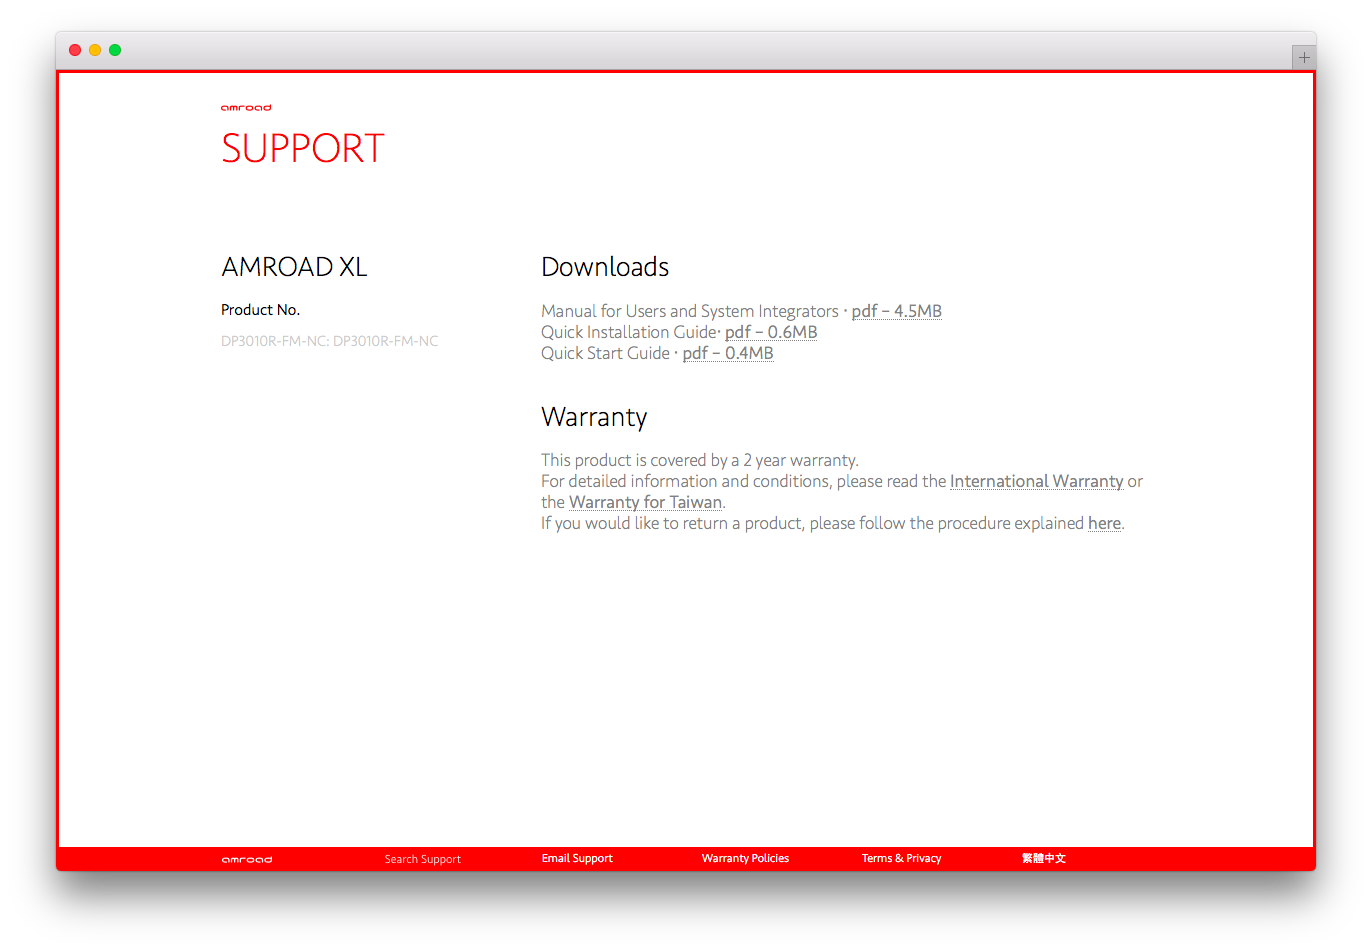 amroad
SUPPORT
AMROAD XL
Product No.
DP3010R-FM-NC: DP3010R-FM-NC
Downloads
Manual for Users and System Integrators · pdf – 4.5MB
Quick Installation Guide· pdf – 0.6MB
Quick Start Guide · pdf – 0.4MB
Warranty
This product is covered by a 2 year warranty.
For detailed information and conditions, please read the International Warranty or
the Warranty for Taiwan.
If you would like to return a product, please follow the procedure explained here.
amroad
Search Support
Email Support
Warranty Policies
Terms & Privacy
繁體中文